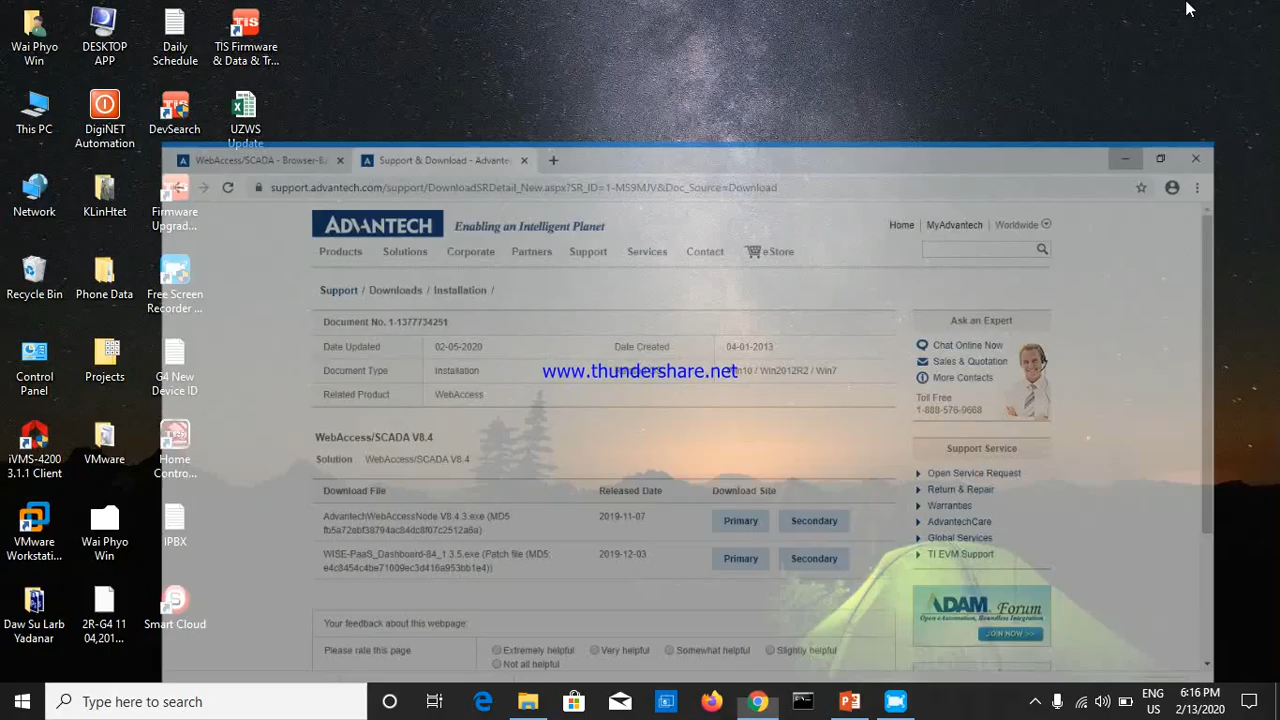 Wai Phyo
Win
DESKTOP
APP
Daily
Schedule
TIS Firmware
& Data & Tr...
This PC
DigiNET
Automation
DevSearch
UZWS
Update
Network
KLinHtet
Firmware
Upgrad...
Recycle Bin
Phone Data
Free Screen
Recorder ...
Control
Panel
Projects
G4 New
Device ID
iVMS-4200
3.1.1 Client
VMware
Home
Contro...
VMware
Workstati...
Wai Phyo
Win
IPBX
Daw Su Larb
Yadanar
2R-G4 11
04,201...
Smart Cloud
WebAccess/SCADA - Browser-B
Support & Download - Advante
support.advantech.com/support/DownloadSRDetail_New.aspx?SR_ID=1-MS9MJV&Doc_Source=Download
ADVANTECH Enabling an Intelligent Planet
Home | MyAdvantech | Worldwide
Products Solutions Corporate Partners Support Services Contact eStore
Support / Downloads / Installation /
Document No. 1-1377734251
Date Updated 02-05-2020 Date Created 04-01-2013
Document Type Installation Win10 / Win2012R2 / Win7
www.thundershare.net
Related Product WebAccess
WebAccess/SCADA V8.4
Solution WebAccess/SCADA V8.4
Download File Released Date Download Site
AdvantechWebAccessNode V8.4.3.exe (MD5
fb5a72ebf38794ac84dc8f07c2512a6a)
2019-11-07 Primary Secondary
WISE-PaaS_Dashboard-84_1.3.5.exe (Patch file (MD5:
e4c8454c4be71009ec3d416a953bb1e4))
2019-12-03 Primary Secondary
Your feedback about this webpage:
Please rate this page Extremely helpful Very helpful Somewhat helpful Slightly helpful
Not all helpful
Ask an Expert
Chat Online Now
Sales & Quotation
More Contacts
Toll Free
1-888-576-9668
Support Service
Open Service Request
Return & Repair
Warranties
AdvantechCare
Global Services
TI EVM Support
ADAM Forum
Open eAutomation, Boundless Integration
JOIN NOW >>
Type here to search
ENG
US
6:16 PM
2/13/2020